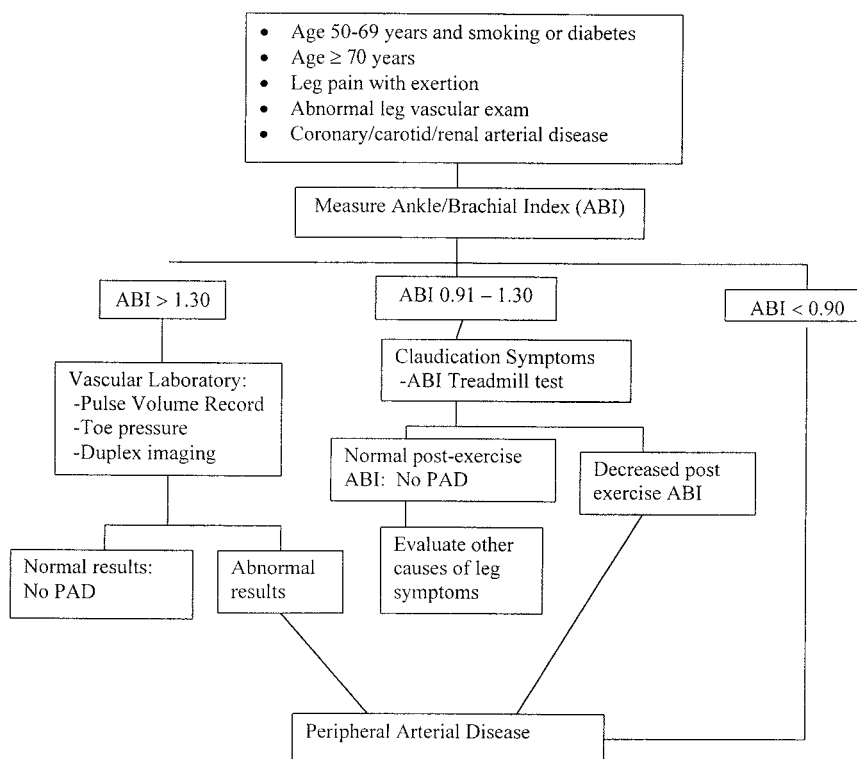 • Age 50-69 years and smoking or diabetes
• Age ≥ 70 years
• Leg pain with exertion
• Abnormal leg vascular exam
• Coronary/carotid/renal arterial disease
Measure Ankle/Brachial Index (ABI)
ABI > 1.30
ABI 0.91 – 1.30
ABI < 0.90
Vascular Laboratory:
-Pulse Volume Record
-Toe pressure
-Duplex imaging
Claudication Symptoms
-ABI Treadmill test
Normal post-exercise
ABI: No PAD
Decreased post
exercise ABI
Normal results:
No PAD
Abnormal
results
Evaluate other
causes of leg
symptoms
Peripheral Arterial Disease